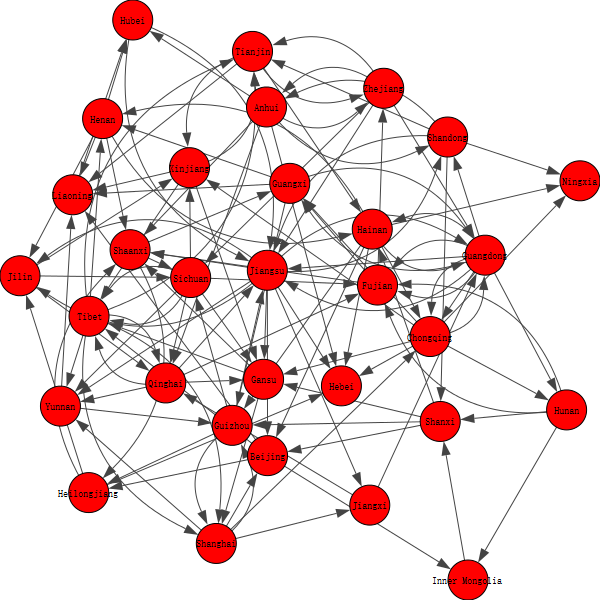 Hubei
Tianjin
Zhejiang
Anhui
Henan
Shandong
Xinjiang
Ningxia
Guangxi
Liaoning
Hainan
Shaanxi
Guangdong
Jiangsu
Jilin
Sichuan
Fujian
Tibet
Chongqing
Gansu
Qinghai
Hebei
Yunnan
Hunan
Shanxi
Guizhou
Beijing
Heilongjiang
Jiangxi
Shanghai
Inner Mongolia